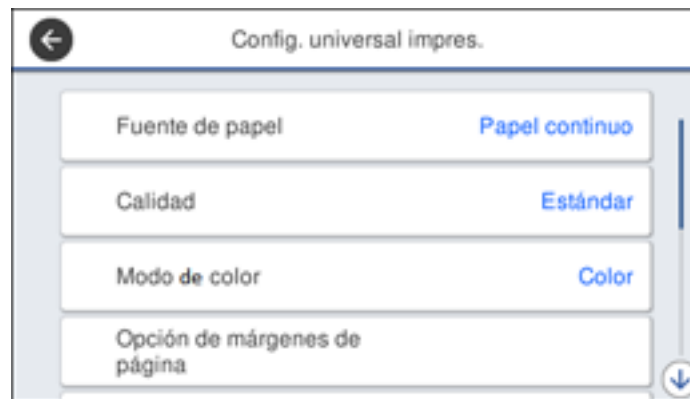 Config. universal impres.
Fuente de papel Papel continuo
Calidad Estándar
Modo de color Color
Opción de márgenes de
página